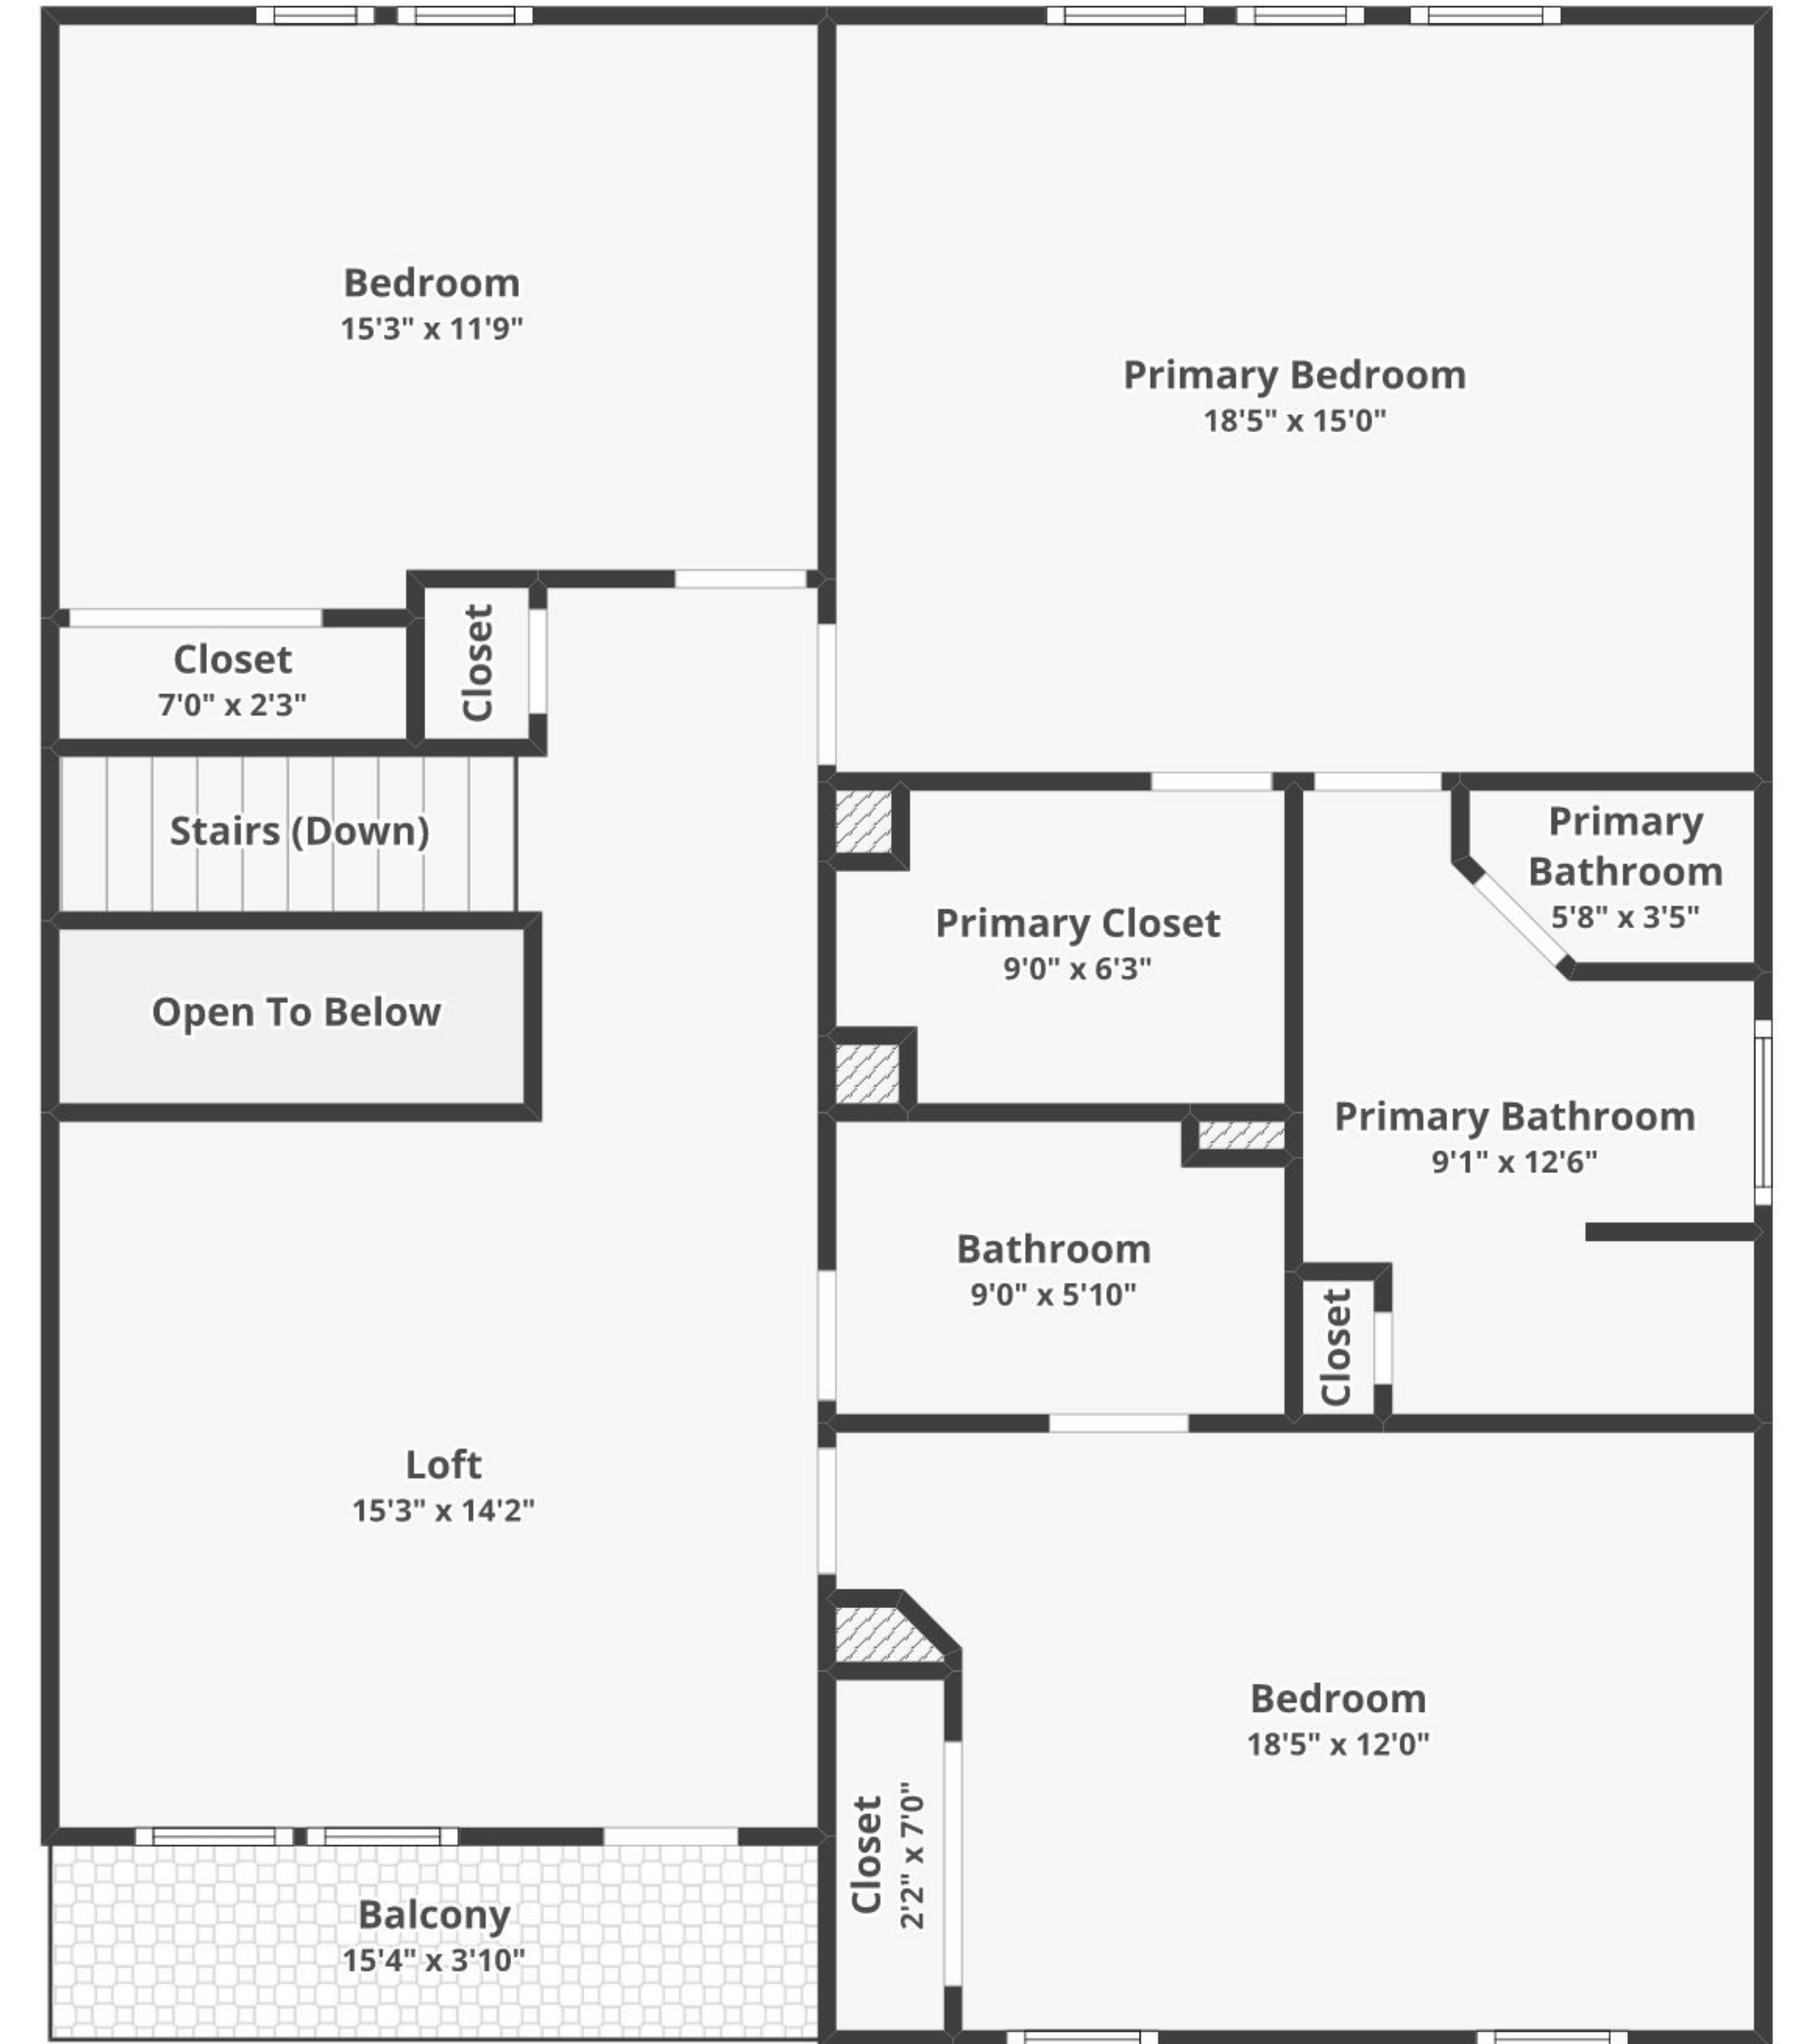 Bedroom
15'3" x 11'9"
Primary Bedroom
18'5" x 15'0"
Closet
7'0" x 2'3"
Closet
Stairs (Down)
Primary
Bathroom
5'8" x 3'5"
Primary Closet
9'0" x 6'3"
Open To Below
Primary Bathroom
9'1" x 12'6"
Bathroom
9'0" x 5'10"
Closet
Loft
15'3" x 14'2"
Bedroom
18'5" x 12'0"
Closet
2'2" x 7'0"
Balcony
15'4" x 3'10"